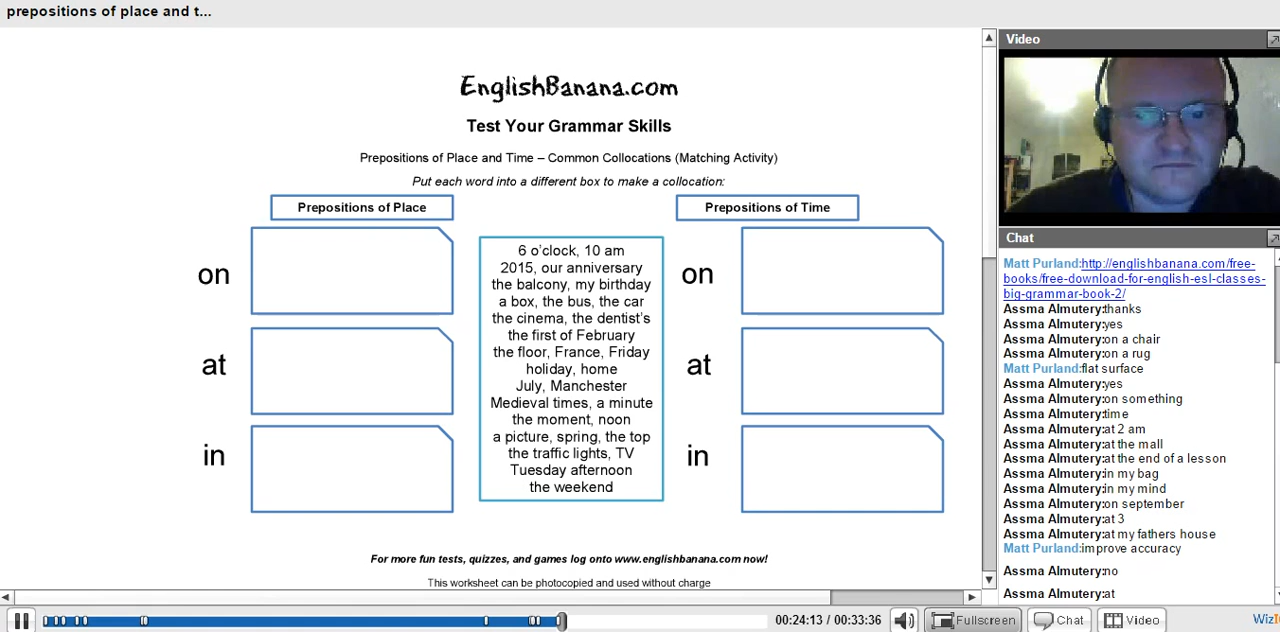 prepositions of place and t...
EnglishBanana.com
Test Your Grammar Skills
Prepositions of Place and Time – Common Collocations (Matching Activity)
Put each word into a different box to make a collocation:
Prepositions of Place
Prepositions of Time
on
at
in
6 o'clock, 10 am
2015, our anniversary
the balcony, my birthday
a box, the bus, the car
the cinema, the dentist's
the first of February
the floor, France, Friday
holiday, home
July, Manchester
Medieval times, a minute
the moment, noon
a picture, spring, the top
the traffic lights, TV
Tuesday afternoon
the weekend
on
at
in
For more fun tests, quizzes, and games log onto www.englishbanana.com now!
This worksheet can be photocopied and used without charge
Video
Chat
Matt Purland:http://englishbanana.com/free-
books/free-download-for-english-esl-classes-
big-grammar-book-2/
Assma Almutery:thanks
Assma Almutery:yes
Assma Almutery:on a chair
Assma Almutery:on a rug
Matt Purland:flat surface
Assma Almutery:yes
Assma Almutery:on something
Assma Almutery:time
Assma Almutery:at 2 am
Assma Almutery:at the mall
Assma Almutery:at the end of a lesson
Assma Almutery:in my bag
Assma Almutery:in my mind
Assma Almutery:on september
Assma Almutery:at 3
Assma Almutery:at my fathers house
Matt Purland:improve accuracy
Assma Almutery:no
Assma Almutery:at
00:24:13 / 00:33:36
Fullscreen
Chat
Video
WizI